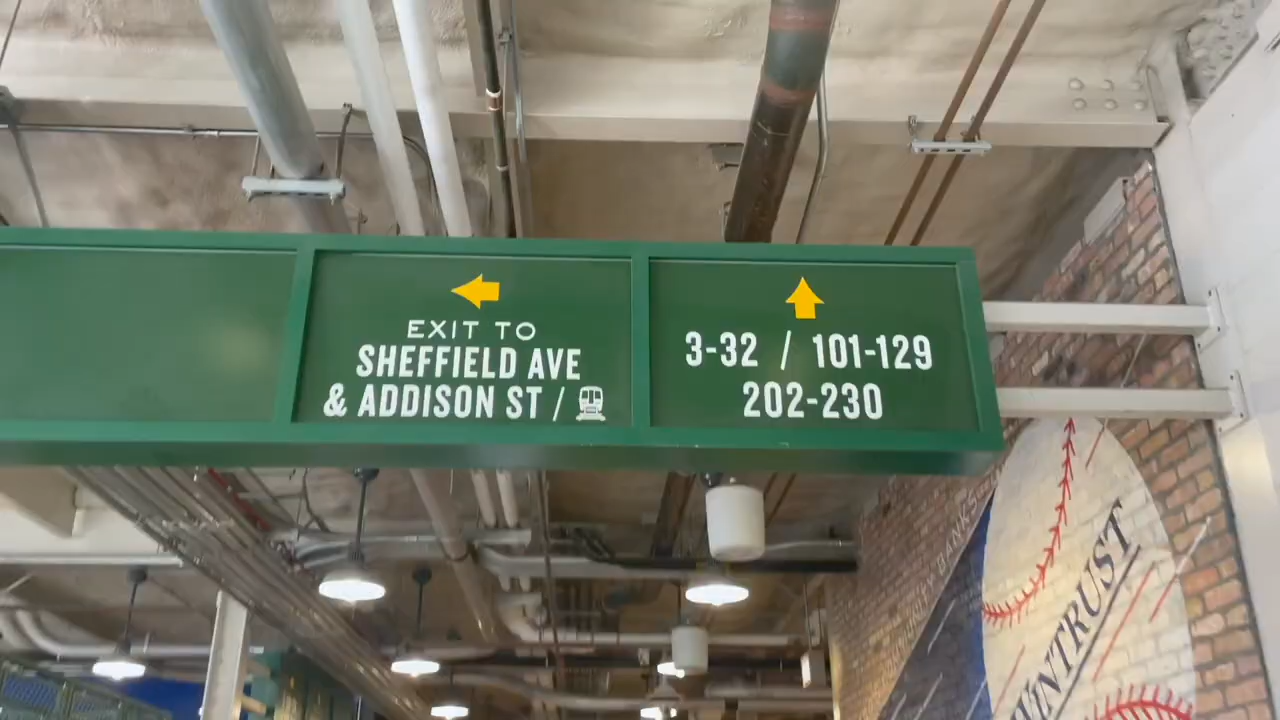 EXIT TO
SHEFFIELD AVE
& ADDISON ST /
3-32 / 101-129
202-230
WINTRUST